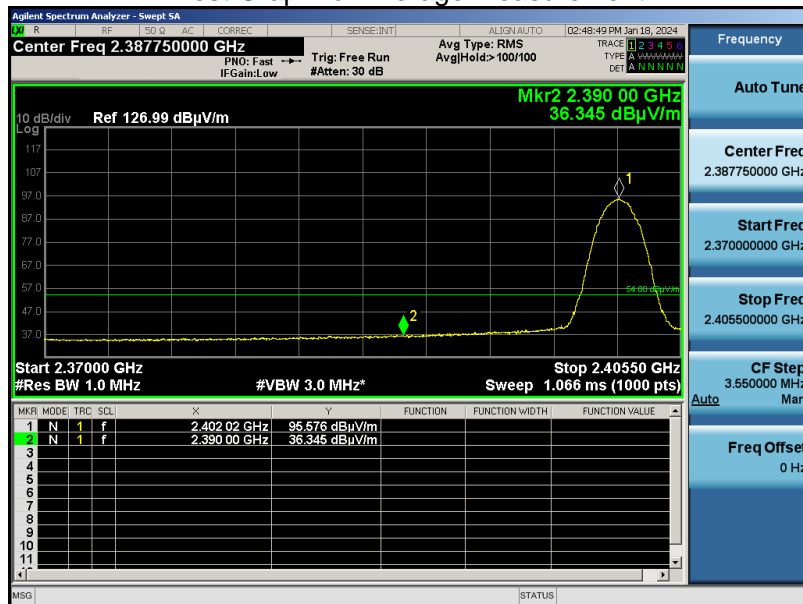 Agilent Spectrum Analyzer - Swept SA
LXI R RF 50 Ω AC CORREC SENSE:INT ALIGN AUTO 02:48:49 PM Jan 18, 2024
Center Freq 2.387750000 GHz
PNO: Fast
IFGain:Low
Trig: Free Run
#Atten: 30 dB
Avg Type: RMS
Avg|Hold:>100/100
TRACE 1 2 3 4 5 6
TYPE A WWWWW
DET A N N N N N
Mkr2 2.390 00 GHz
36.345 dBµV/m
10 dB/div Ref 126.99 dBµV/m
Log
117
107
97.0
87.0
77.0
67.0
57.0
47.0
37.0
1
2
54.00 dBµV/m
Start 2.37000 GHz Stop 2.40550 GHz
#Res BW 1.0 MHz #VBW 3.0 MHz* Sweep 1.066 ms (1000 pts)
MKR MODE TRC SCL X Y FUNCTION FUNCTION WIDTH FUNCTION VALUE
1 N 1 f 2.402 02 GHz 95.576 dBµV/m
2 N 1 f 2.390 00 GHz 36.345 dBµV/m
3
4
5
6
7
8
9
10
11
MSG STATUS
Frequency
Auto Tune
Center Freq
2.387750000 GHz
Start Freq
2.370000000 GHz
Stop Freq
2.405500000 GHz
CF Step
3.550000 MHz
Auto Man
Freq Offset
0 Hz